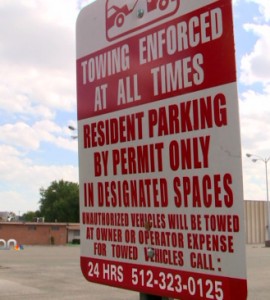 TOWING ENFORCED
AT ALL TIMES
RESIDENT PARKING
BY PERMIT ONLY
IN DESIGNATED SPACES
UNAUTHORIZED VEHICLES WILL BE TOWED
AT OWNER OR OPERATOR EXPENSE
FOR TOWED VEHICLES CALL:
24 HRS 512-323-0125